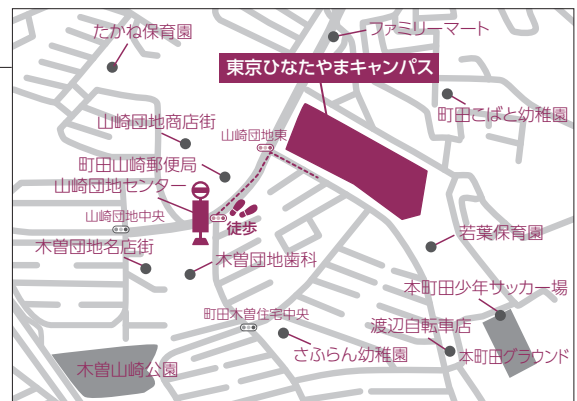 たかね保育園
ファミリーマート
東京ひなたやまキャンパス
町田こばと幼稚園
山崎団地商店街
山崎団地東
町田山崎郵便局
山崎団地センター
山崎団地中央
徒歩
木曽団地名店街
木曽団地歯科
若葉保育園
本町田少年サッカー場
町田木曽住宅中央
渡辺自転車店
さふらん幼稚園
本町田グラウンド
木曽山崎公園